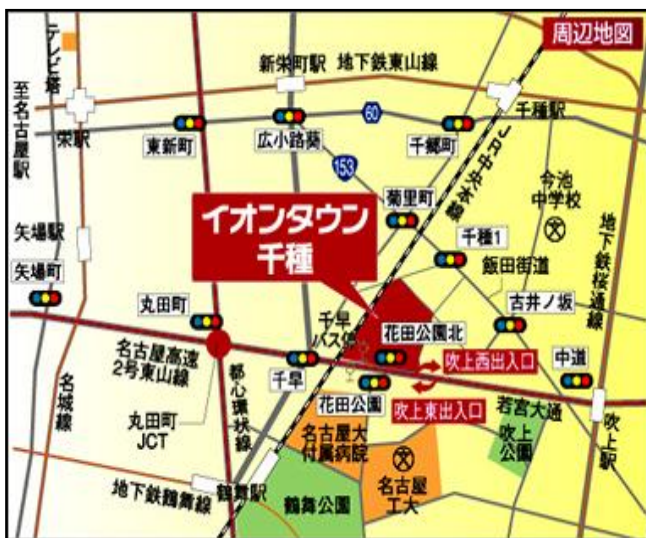 周辺地図
テレビ塔
新栄町駅
地下鉄東山線
至名古屋駅
栄駅
東新町
広小路葵
60
千郷町
千種駅
153
JR中央本線
菊里町
今池
中学校
イオンタウン
千種
矢場駅
矢場町
千種1
飯田街道
地下鉄桜通線
丸田町
千早
バス停
花田公園北
古井ノ坂
名古屋高速
2号東山線
千早
吹上西出入口
中道
名城線
都心環状線
花田公園
吹上東出入口
若宮大通
丸田町
JCT
名古屋大
付属病院
吹上
公園
吹上駅
文
文
地下鉄鶴舞線
鶴舞駅
鶴舞公園
名古屋
工大